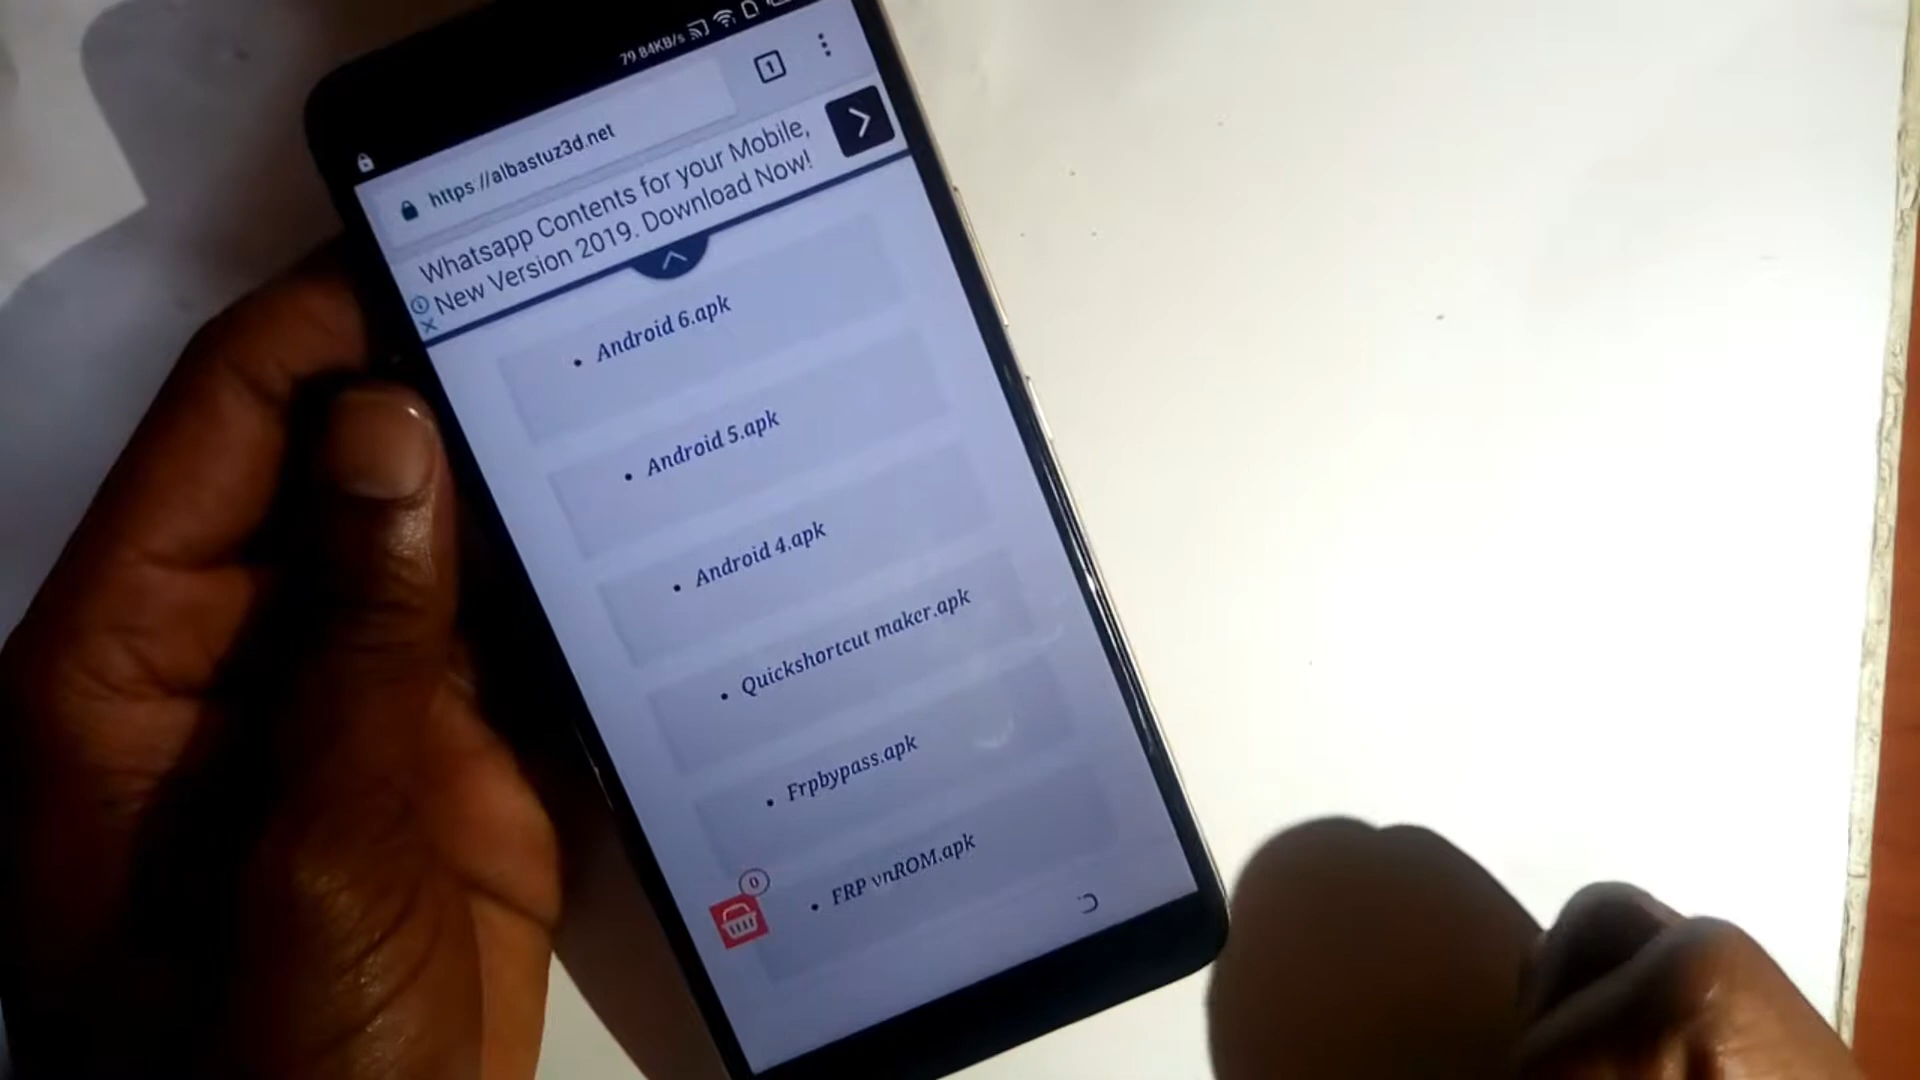 79.84KB/s
1
https://albastuz3d.net
Whatsapp Contents for your Mobile,
New Version 2019. Download Now!
• Android 6.apk
• Android 5.apk
• Android 4.apk
• Quickshortcut maker.apk
• Frpbypass.apk
0
• FRP vnROM.apk